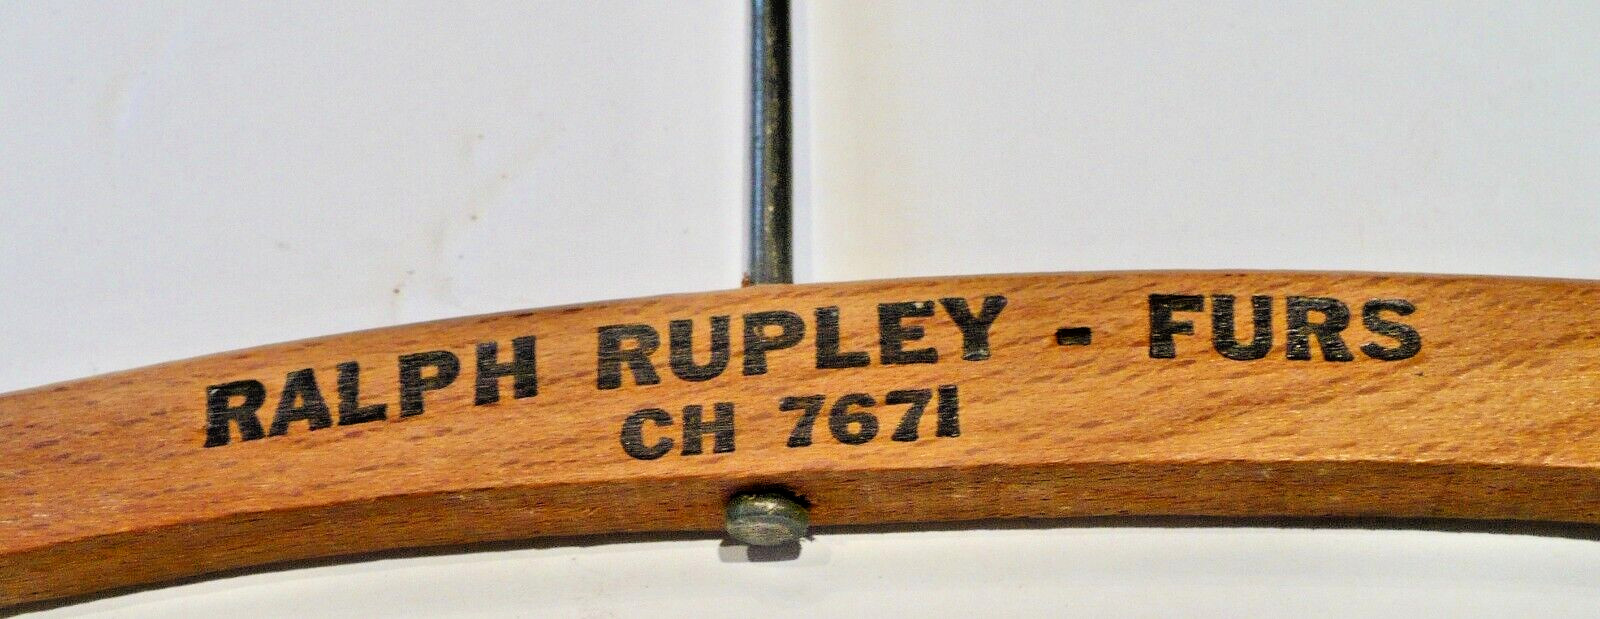 RALPH RUPLEY - FURS
CH 7671